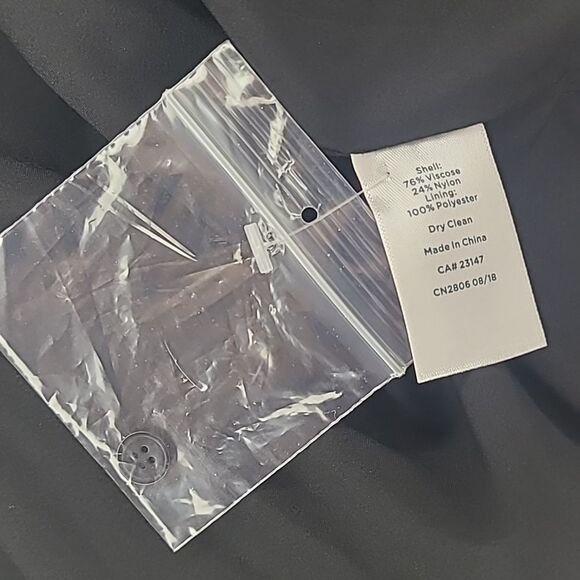 Shell:
76% Viscose
24% Nylon
Lining:
100% Polyester
Dry Clean
Made In China
CA# 23147
CN2806 08/18